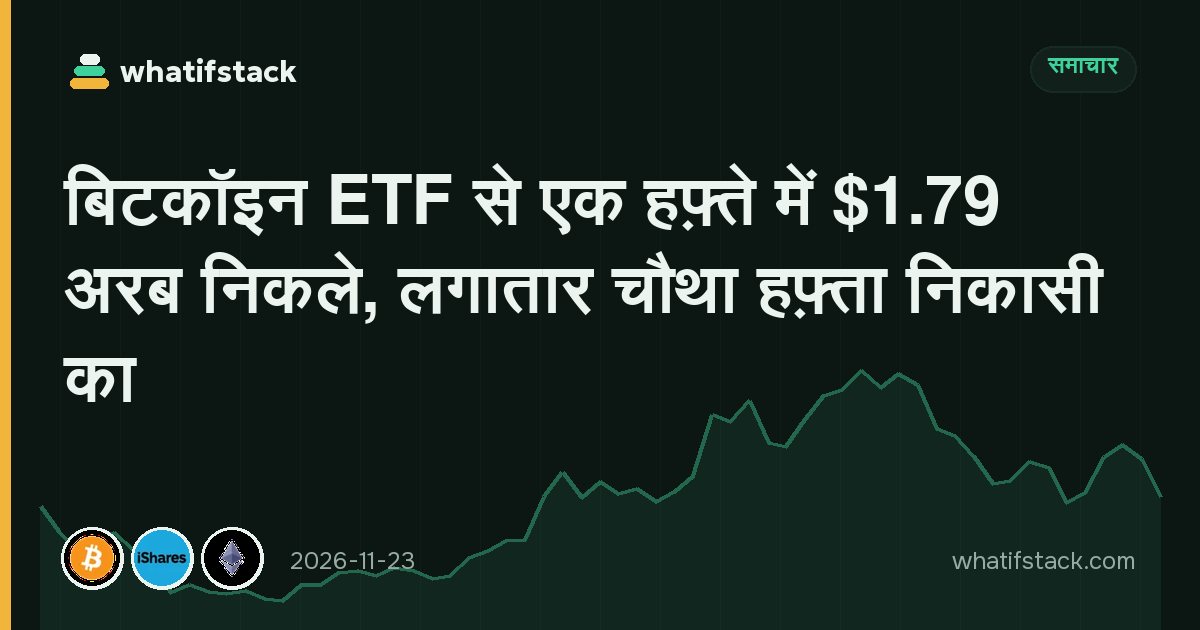 whatifstack
समाचार
बिटकॉइन ETF से एक हफ़्ते में $1.79
अरब निकले, लगातार चौथा हफ़्ता निकासी
का
iShares
2026-11-23
whatifstack.com